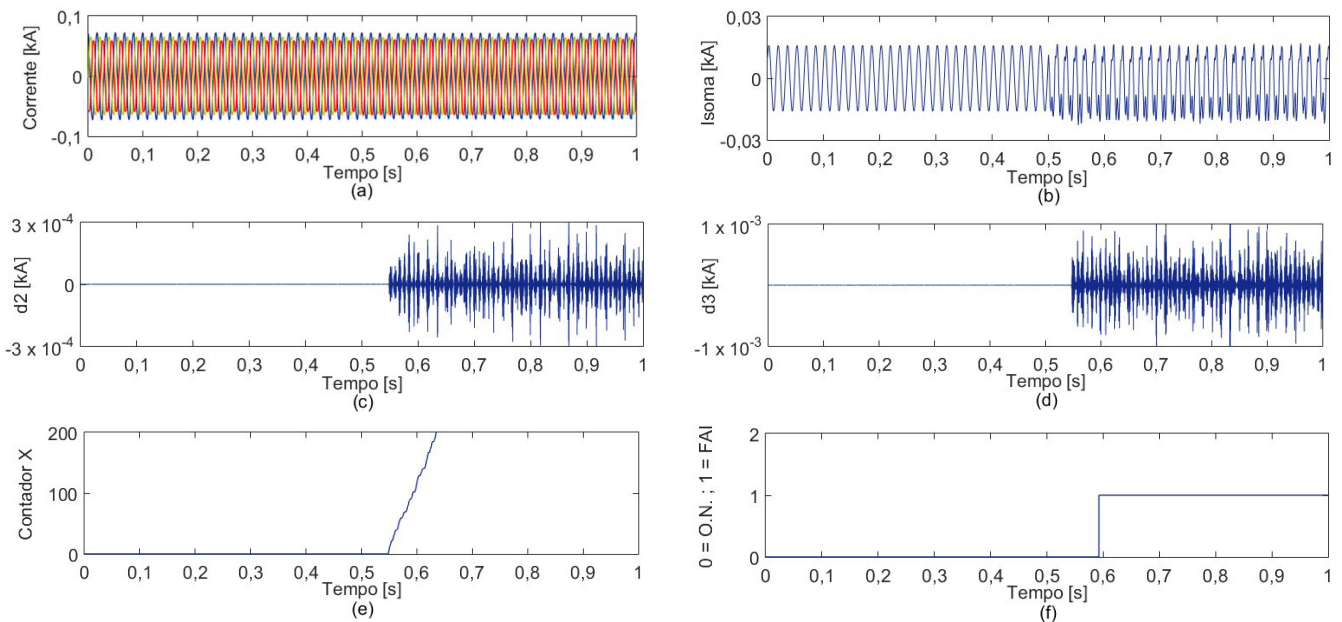 0,1
Corrente [kA]
0
-0,1
0 0,1 0,2 0,3 0,4 0,5 0,6 0,7 0,8 0,9 1
Tempo [s]
(a)
0,03
Isoma [kA]
0
-0,03
0 0,1 0,2 0,3 0,4 0,5 0,6 0,7 0,8 0,9 1
Tempo [s]
(b)
3 x 10-4
d2 [kA]
0
-3 x 10-4
0 0,1 0,2 0,3 0,4 0,5 0,6 0,7 0,8 0,9 1
Tempo [s]
(c)
1 x 10-3
d3 [kA]
0
-1 x 10-3
0 0,1 0,2 0,3 0,4 0,5 0,6 0,7 0,8 0,9 1
Tempo [s]
(d)
200
Contador X
100
0
0 0,1 0,2 0,3 0,4 0,5 0,6 0,7 0,8 0,9 1
Tempo [s]
(e)
2
0 = O.N. ; 1 = FAI
1
0
0 0,1 0,2 0,3 0,4 0,5 0,6 0,7 0,8 0,9 1
Tempo [s]
(f)